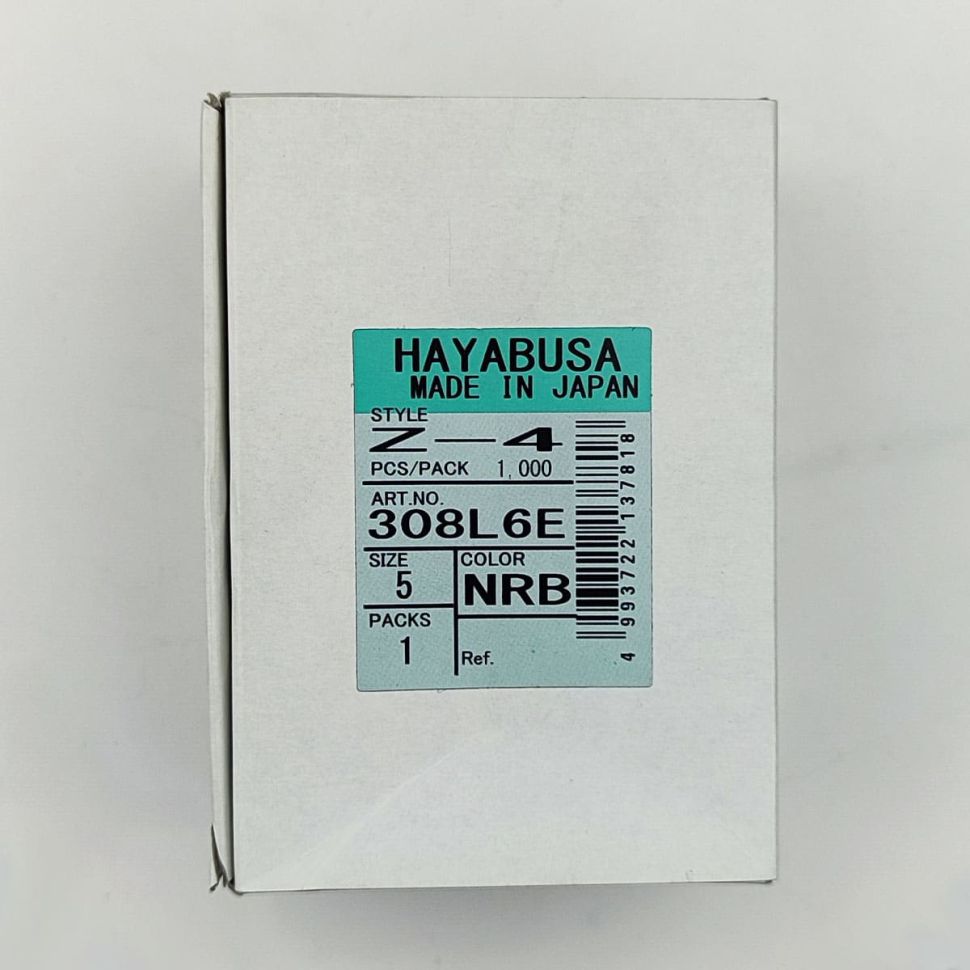 HAYABUSA
MADE IN JAPAN
STYLE
Z-4
PCS/PACK 1,000
ART.NO.
308L6E
SIZE
5
COLOR
NRB
PACKS
1
Ref.
4 993722 137818